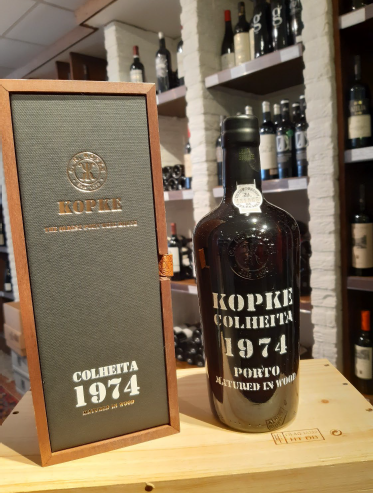 KOPKE
COLHEITA
1974
MATURED IN WOOD
KOPKE
COLHEITA
1974
PORTO
MATURED IN WOOD